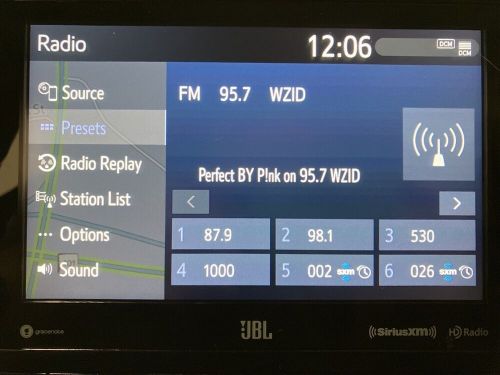 Radio
12:06
DCM
DCM
Source
FM 95.7 WZID
Presets
Radio Replay
Perfect BY P!nk on 95.7 WZID
Station List
1 87.9
2 98.1
3 530
Options
4 1000
5 002 sxm
6 026 sxm
Sound
gracenote
JBL
SiriusXM
HD Radio